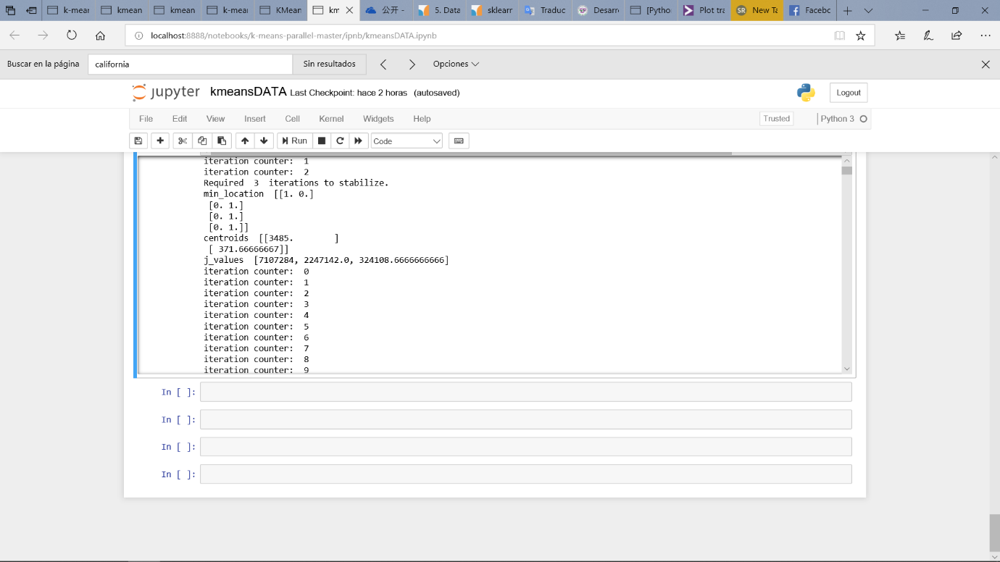 k-mear
kmean
kmean
k-mear
KMean
km
公开 -
5. Data
sklearn
Traduc
Desarro
[Pytho
Plot tra
SR New Ta
Facebo
localhost:8888/notebooks/k-means-parallel-master/ipnb/kmeansDATA.ipynb
Buscar en la página california Sin resultados Opciones
jupyter kmeansDATA Last Checkpoint: hace 2 horas (autosaved) Logout
File Edit View Insert Cell Kernel Widgets Help Trusted Python 3
Run Code
iteration counter:  1
iteration counter:  2
Required  3  iterations to stabilize.
min_location  [[1. 0.]
 [0. 1.]
 [0. 1.]
 [0. 1.]]
centroids  [[3485.        ]
 [ 371.66666667]]
j_values  [7107284, 2247142.0, 324108.6666666666]
iteration counter:  0
iteration counter:  1
iteration counter:  2
iteration counter:  3
iteration counter:  4
iteration counter:  5
iteration counter:  6
iteration counter:  7
iteration counter:  8
iteration counter:  9
In [ ]:
In [ ]:
In [ ]:
In [ ]: